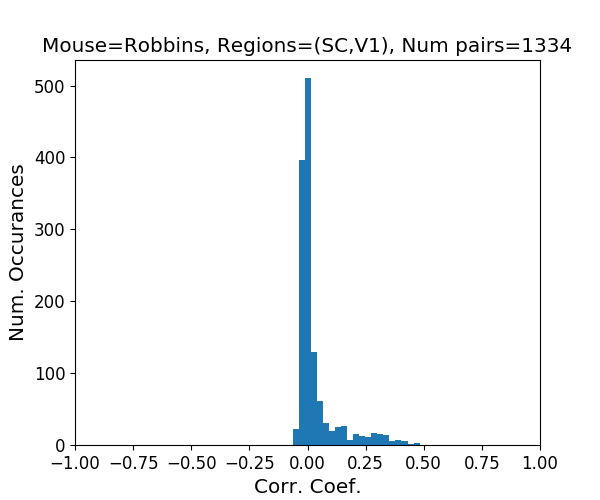 Mouse=Robbins, Regions=(SC,V1), Num pairs=1334
Num. Occurances
500
400
300
200
100
0
−1.00 −0.75 −0.50 −0.25 0.00 0.25 0.50 0.75 1.00
Corr. Coef.